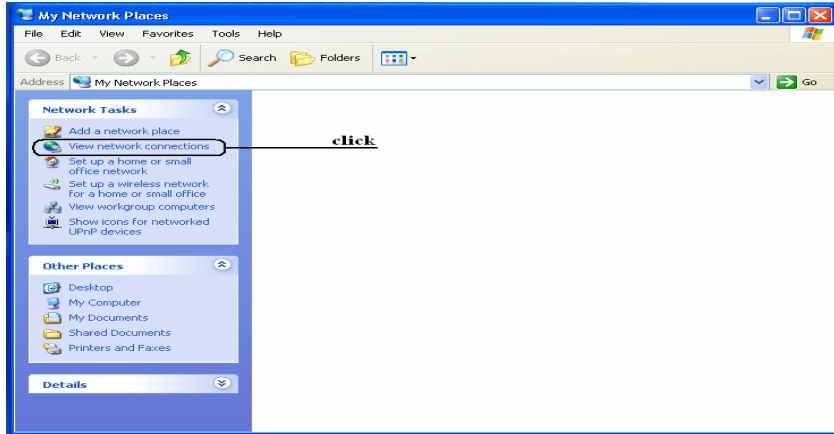 My Network Places
File Edit View Favorites Tools Help
Back Search Folders
Address My Network Places Go
Network Tasks
Add a network place
View network connections
click
Set up a home or small
office network
Set up a wireless network
for a home or small office
View workgroup computers
Show icons for networked
UPnP devices
Other Places
Desktop
My Computer
My Documents
Shared Documents
Printers and Faxes
Details